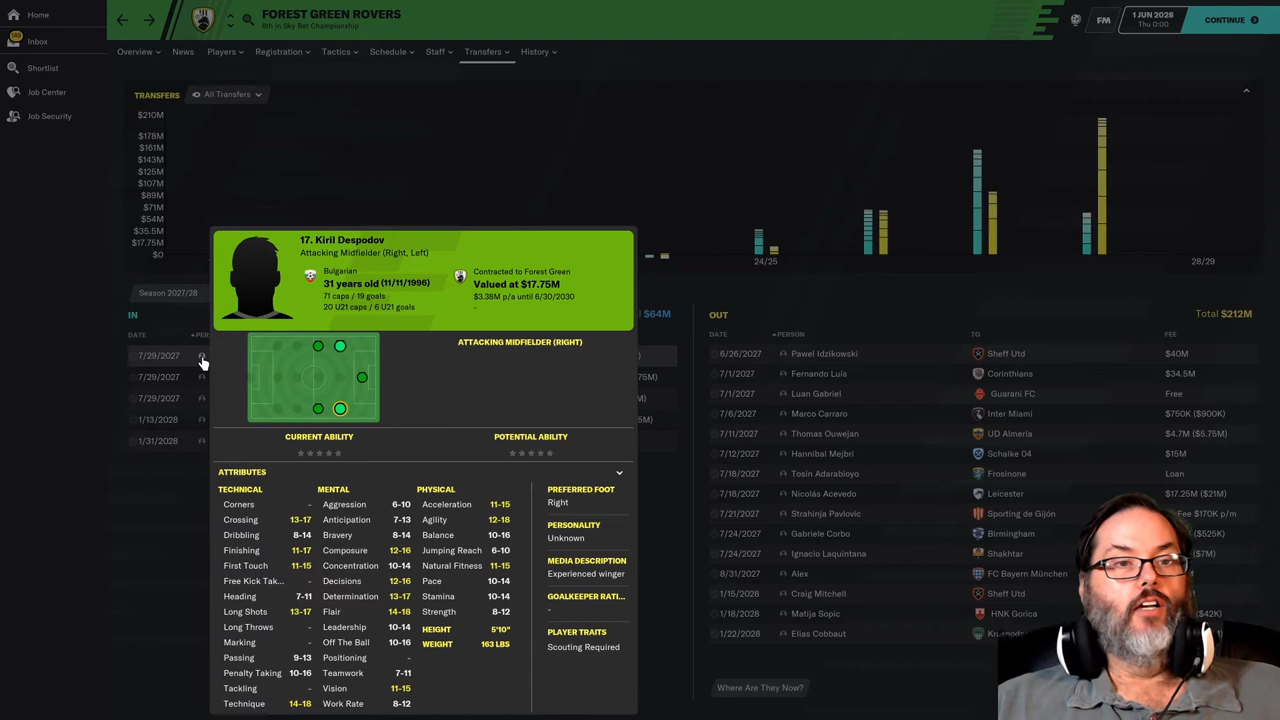 Home
FOREST GREEN ROVERS
6th in Sky Bet Championship
FM
1 JUN 2028
Thu 0:00
CONTINUE
Inbox
Overview
News
Players
Registration
Tactics
Schedule
Staff
Transfers
History
Shortlist
Job Center
Job Security
TRANSFERS
All Transfers
$210M
$178M
$161M
$143M
$125M
$107M
$89M
$71M
$54M
$35.5M
$17.75M
$0
24/25
28/29
Season 2027/28
IN
$64M
DATE
PER
7/29/2027
7/29/2027
75M)
7/29/2027
M)
1/13/2028
5M)
1/31/2028
17. Kiril Despodov
Attacking Midfielder (Right, Left)
Bulgarian
31 years old (11/11/1996)
71 caps / 19 goals
20 U21 caps / 6 U21 goals
Contracted to Forest Green
Valued at $17.75M
$3.38M p/a until 6/30/2030
-
ATTACKING MIDFIELDER (RIGHT)
CURRENT ABILITY
POTENTIAL ABILITY
ATTRIBUTES
TECHNICAL
Corners -
Crossing 13-17
Dribbling 8-14
Finishing 11-17
First Touch 11-15
Free Kick Tak... -
Heading 7-11
Long Shots 13-17
Long Throws -
Marking -
Passing 9-13
Penalty Taking 10-16
Tackling -
Technique 14-18
MENTAL
Aggression 6-10
Anticipation 7-13
Bravery 8-14
Composure 12-16
Concentration 10-14
Decisions 12-16
Determination 13-17
Flair 14-18
Leadership 10-14
Off The Ball 10-16
Positioning -
Teamwork 7-11
Vision 11-15
Work Rate 8-12
PHYSICAL
Acceleration 11-15
Agility 12-18
Balance 10-16
Jumping Reach 6-10
Natural Fitness 11-15
Pace 10-14
Stamina 10-14
Strength 8-12
HEIGHT 5'10"
WEIGHT 163 LBS
PREFERRED FOOT
Right
PERSONALITY
Unknown
MEDIA DESCRIPTION
Experienced winger
GOALKEEPER RATI...
-
PLAYER TRAITS
Scouting Required
OUT
Total $212M
DATE PERSON TO FEE
6/26/2027 Pawel Idzikowski Sheff Utd $40M
7/1/2027 Fernando Luís Corinthians $34.5M
7/1/2027 Luan Gabriel Guarani FC Free
7/6/2027 Marco Carraro Inter Miami $750K ($900K)
7/11/2027 Thomas Ouwejan UD Almería $4.7M ($5.75M)
7/12/2027 Hannibal Mejbri Schalke 04 $15M
7/18/2027 Tosin Adarabioyo Frosinone Loan
7/18/2027 Nicolás Acevedo Leicester $17.25M ($21M)
7/21/2027 Strahinja Pavlovic Sporting de Gijón Fee $170K p/m
7/24/2027 Gabriele Corbo Birmingham ($525K)
7/24/2027 Ignacio Laquintana Shakhtar ($7M)
8/31/2027 Alex FC Bayern München
1/15/2028 Craig Mitchell Sheff Utd
1/18/2028 Matija Sopic HNK Gorica ($42K)
1/22/2028 Elias Cobbaut
Where Are They Now?